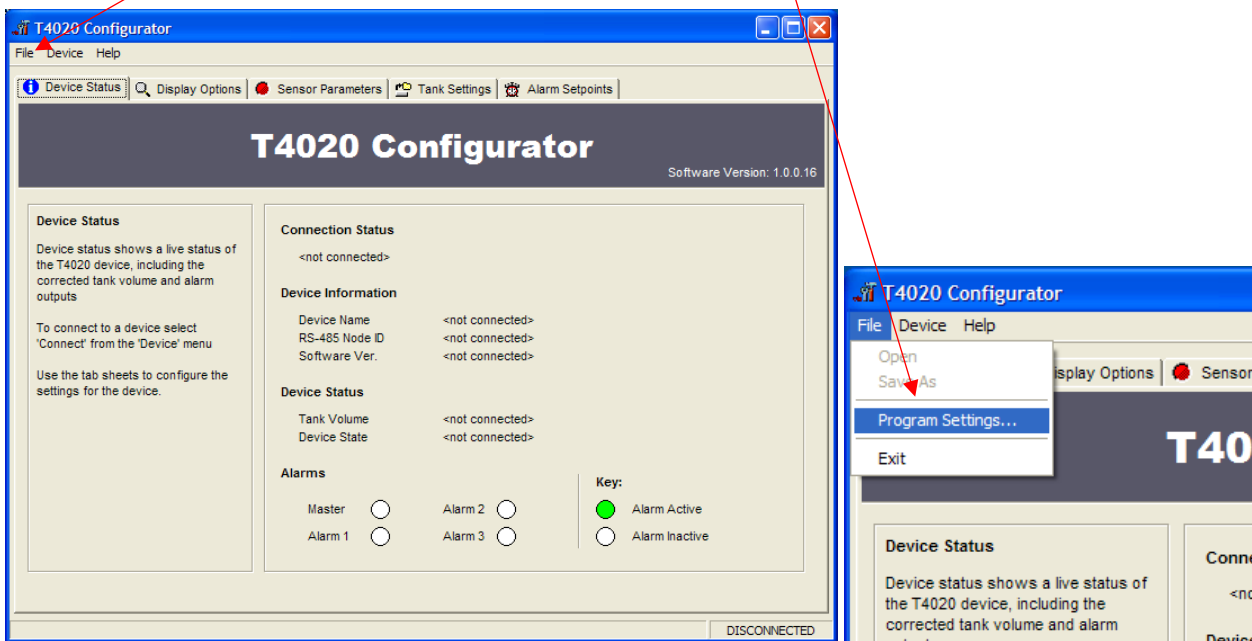 T4020 Configurator
File Device Help
Device Status Display Options Sensor Parameters Tank Settings Alarm Setpoints
T4020 Configurator
Software Version: 1.0.0.16
Device Status
Device status shows a live status of
the T4020 device, including the
corrected tank volume and alarm
outputs
To connect to a device select
'Connect' from the 'Device' menu
Use the tab sheets to configure the
settings for the device.
Connection Status
<not connected>
Device Information
Device Name <not connected>
RS-485 Node ID <not connected>
Software Ver. <not connected>
Device Status
Tank Volume <not connected>
Device State <not connected>
Alarms
Key:
Master Alarm 2 Alarm Active
Alarm 1 Alarm 3 Alarm Inactive
DISCONNECTED
T4020 Configurator
File Device Help
Open
Save As
Program Settings...
Exit
isplay Options Sensor
T40
Device Status
Device status shows a live status of
the T4020 device, including the
corrected tank volume and alarm
Conne
<no
Device